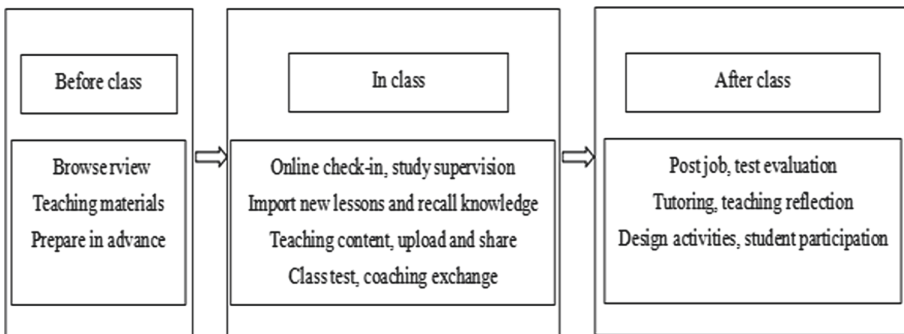 Before class
Browse rview
Teaching materials
Prepare in advance
In class
Online check-in, study supervision
Import new lessons and recall knowledge
Teaching content, upload and share
Class test, coaching exchange
After class
Post job, test evaluation
Tutoring, teaching reflection
Design activities, student participation